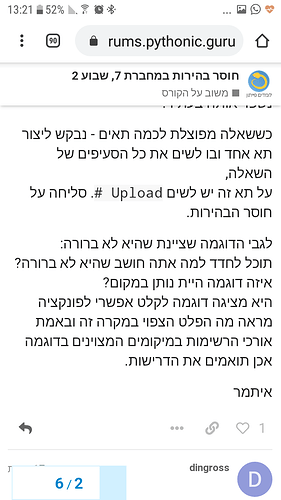 13:21 52%
90 rums.pythonic.guru
חוסר בהירות במחברת 7, שבוע 2
משוב על הקורס
כששאלה מפוצלת לכמה תאים - נבקש ליצור
תא אחד ובו לשים את כל הסעיפים של
השאלה,
על תא זה יש לשים Upload #. סליחה על
חוסר הבהירות.
לגבי הדוגמה שציינת שהיא לא ברורה:
תוכל לחדד למה אתה חושב שהיא לא ברורה?
איזה דוגמה היית נותן במקום?
היא מציגה דוגמה לקלט אפשרי לפונקציה
מראה מה הפלט הצפוי במקרה זה ובאמת
אורכי הרשימות במיקומים המצוינים בדוגמה
אכן תואמים את הדרישות.
איתמר
1
6 / 2
dingross
D